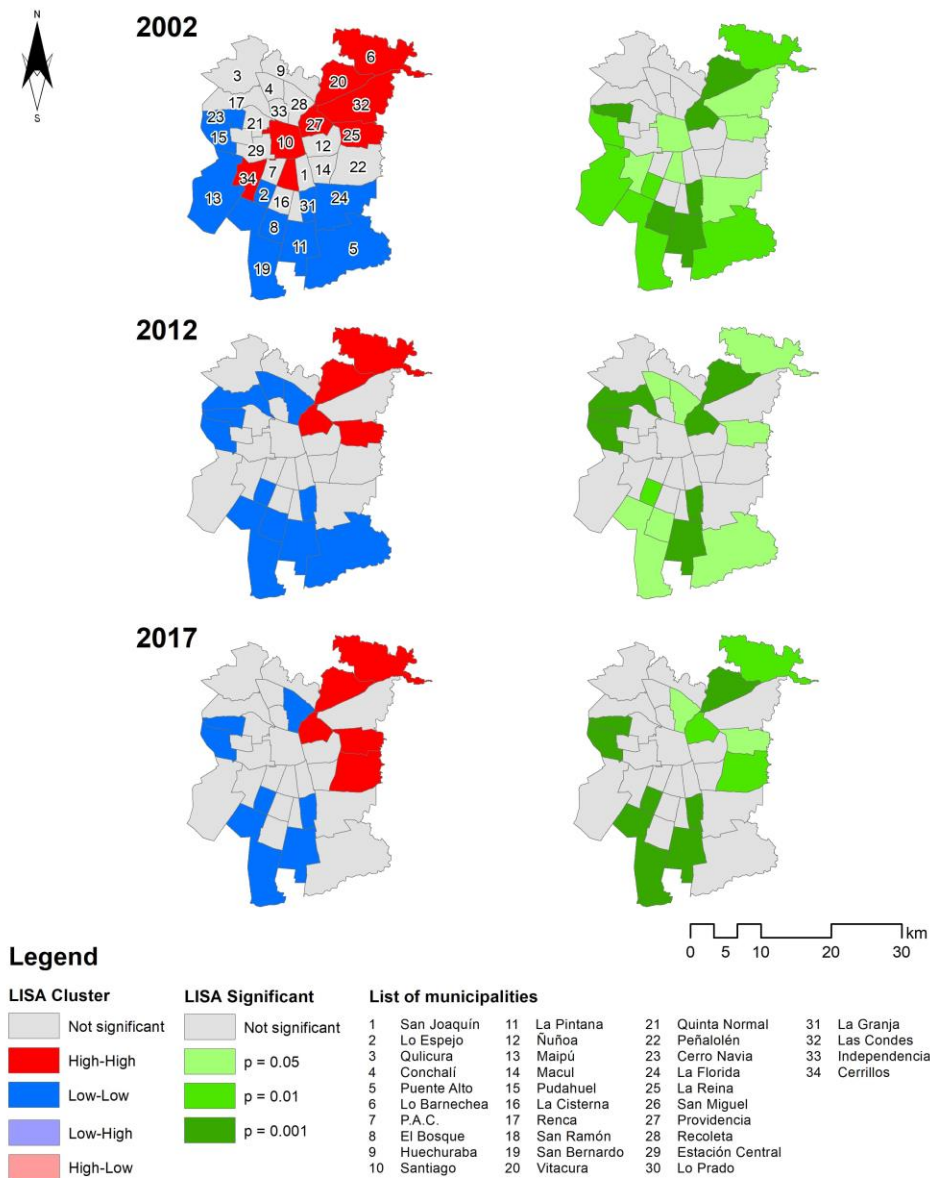 N
S
2002
6
9
3
20
4
32
17
28
33
23
27
21
25
10
15
12
29
22
7
14
34
1
13
2
16
24
31
8
11
5
19
2012
2017
km
0 5 10 20 30
Legend
LISA Cluster
Not significant
High-High
Low-Low
Low-High
High-Low
LISA Significant
Not significant
p = 0.05
p = 0.01
p = 0.001
List of municipalities
1 San Joaquín
2 Lo Espejo
3 Qulicura
4 Conchalí
5 Puente Alto
6 Lo Barnechea
7 P.A.C.
8 El Bosque
9 Huechuraba
10 Santiago
11 La Pintana
12 Ñuñoa
13 Maipú
14 Macul
15 Pudahuel
16 La Cisterna
17 Renca
18 San Ramón
19 San Bernardo
20 Vitacura
21 Quinta Normal
22 Peñalolén
23 Cerro Navia
24 La Florida
25 La Reina
26 San Miguel
27 Providencia
28 Recoleta
29 Estación Central
30 Lo Prado
31 La Granja
32 Las Condes
33 Independencia
34 Cerrillos